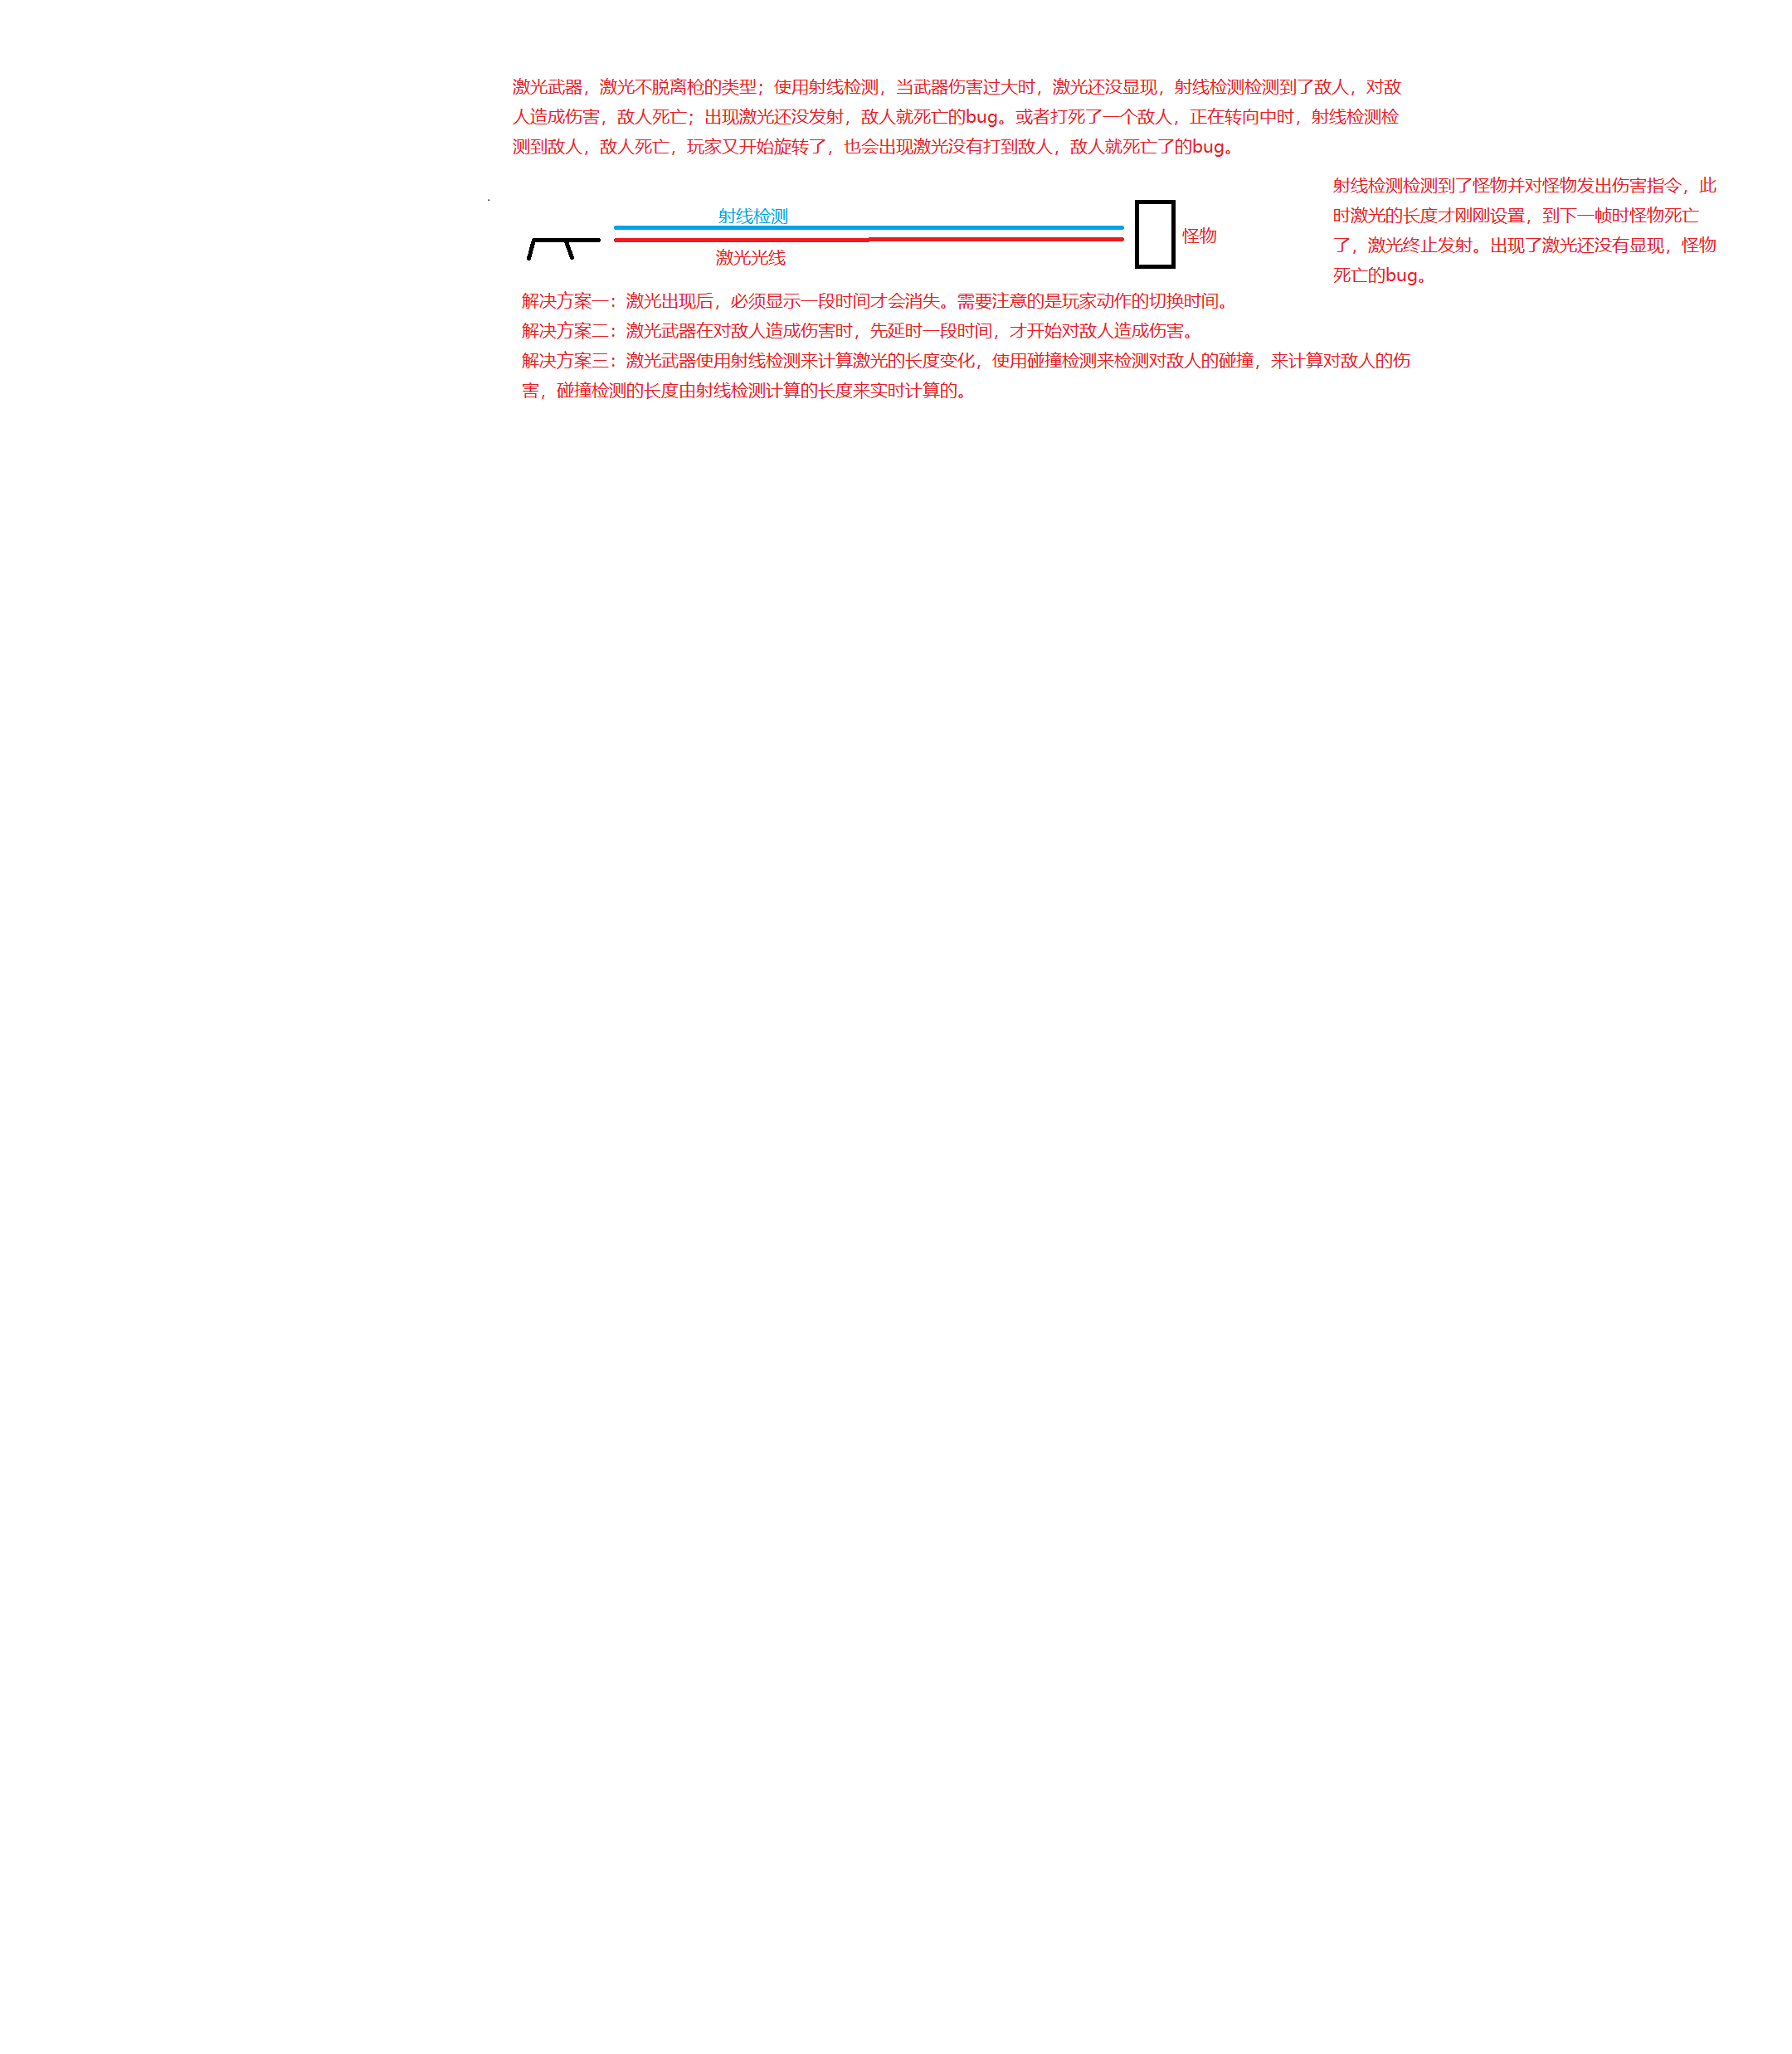 激光武器，激光不脱离枪的类型；使用射线检测，当武器伤害过大时，激光还没显现，射线检测检测到了敌人，对敌
人造成伤害，敌人死亡；出现激光还没发射，敌人就死亡的bug。或者打死了一个敌人，正在转向中时，射线检测检
测到敌人，敌人死亡，玩家又开始旋转了，也会出现激光没有打到敌人，敌人就死亡了的bug。
射线检测检测到了怪物并对怪物发出伤害指令，此
时激光的长度才刚刚设置，到下一帧时怪物死亡
了，激光终止发射。出现了激光还没有显现，怪物
死亡的bug。
射线检测
怪物
激光光线
解决方案一：激光出现后，必须显示一段时间才会消失。需要注意的是玩家动作的切换时间。
解决方案二：激光武器在对敌人造成伤害时，先延时一段时间，才开始对敌人造成伤害。
解决方案三：激光武器使用射线检测来计算激光的长度变化，使用碰撞检测来检测对敌人的碰撞，来计算对敌人的伤
害，碰撞检测的长度由射线检测计算的长度来实时计算的。